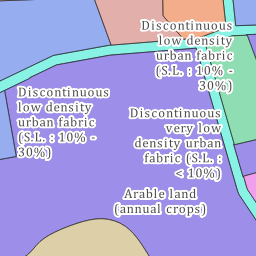 Discontinuous
low density
urban fabric
(S.L. : 10% -
30%)
Discontinuous
low density
urban fabric
(S.L. : 10% -
30%)
Discontinuous
very low
density urban
fabric (S.L. :
< 10%)
Arable land
(annual crops)